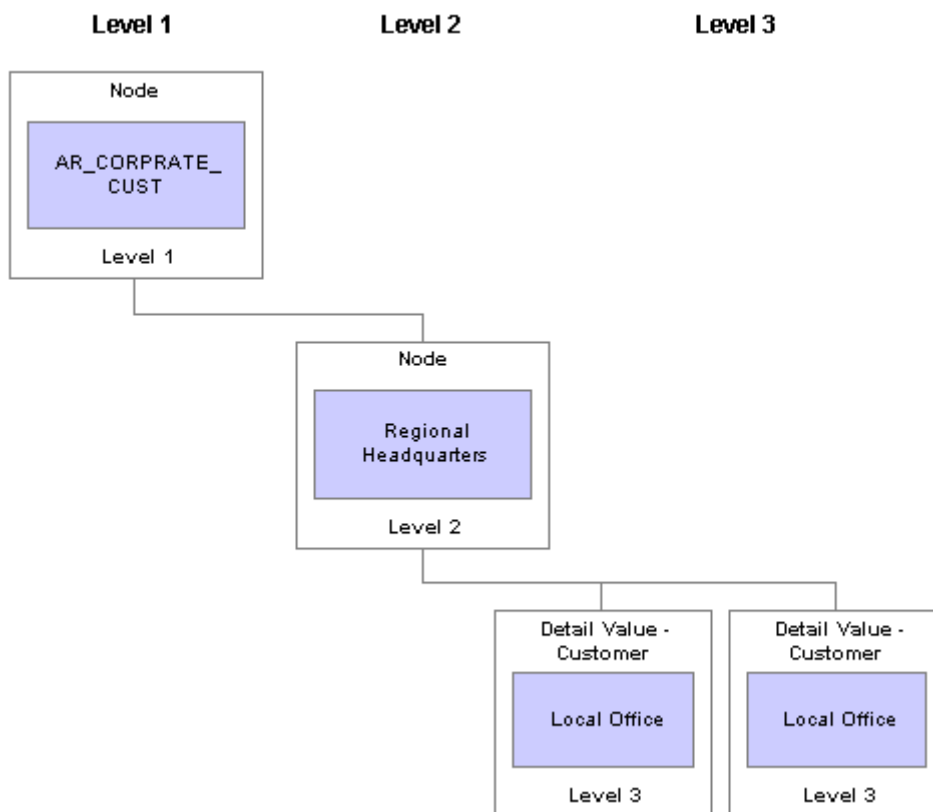 Level 1
Level 2
Level 3
Node
AR_CORPRATE_
CUST
Level 1
Node
Regional
Headquarters
Level 2
Detail Value -
Customer
Local Office
Level 3
Detail Value -
Customer
Local Office
Level 3